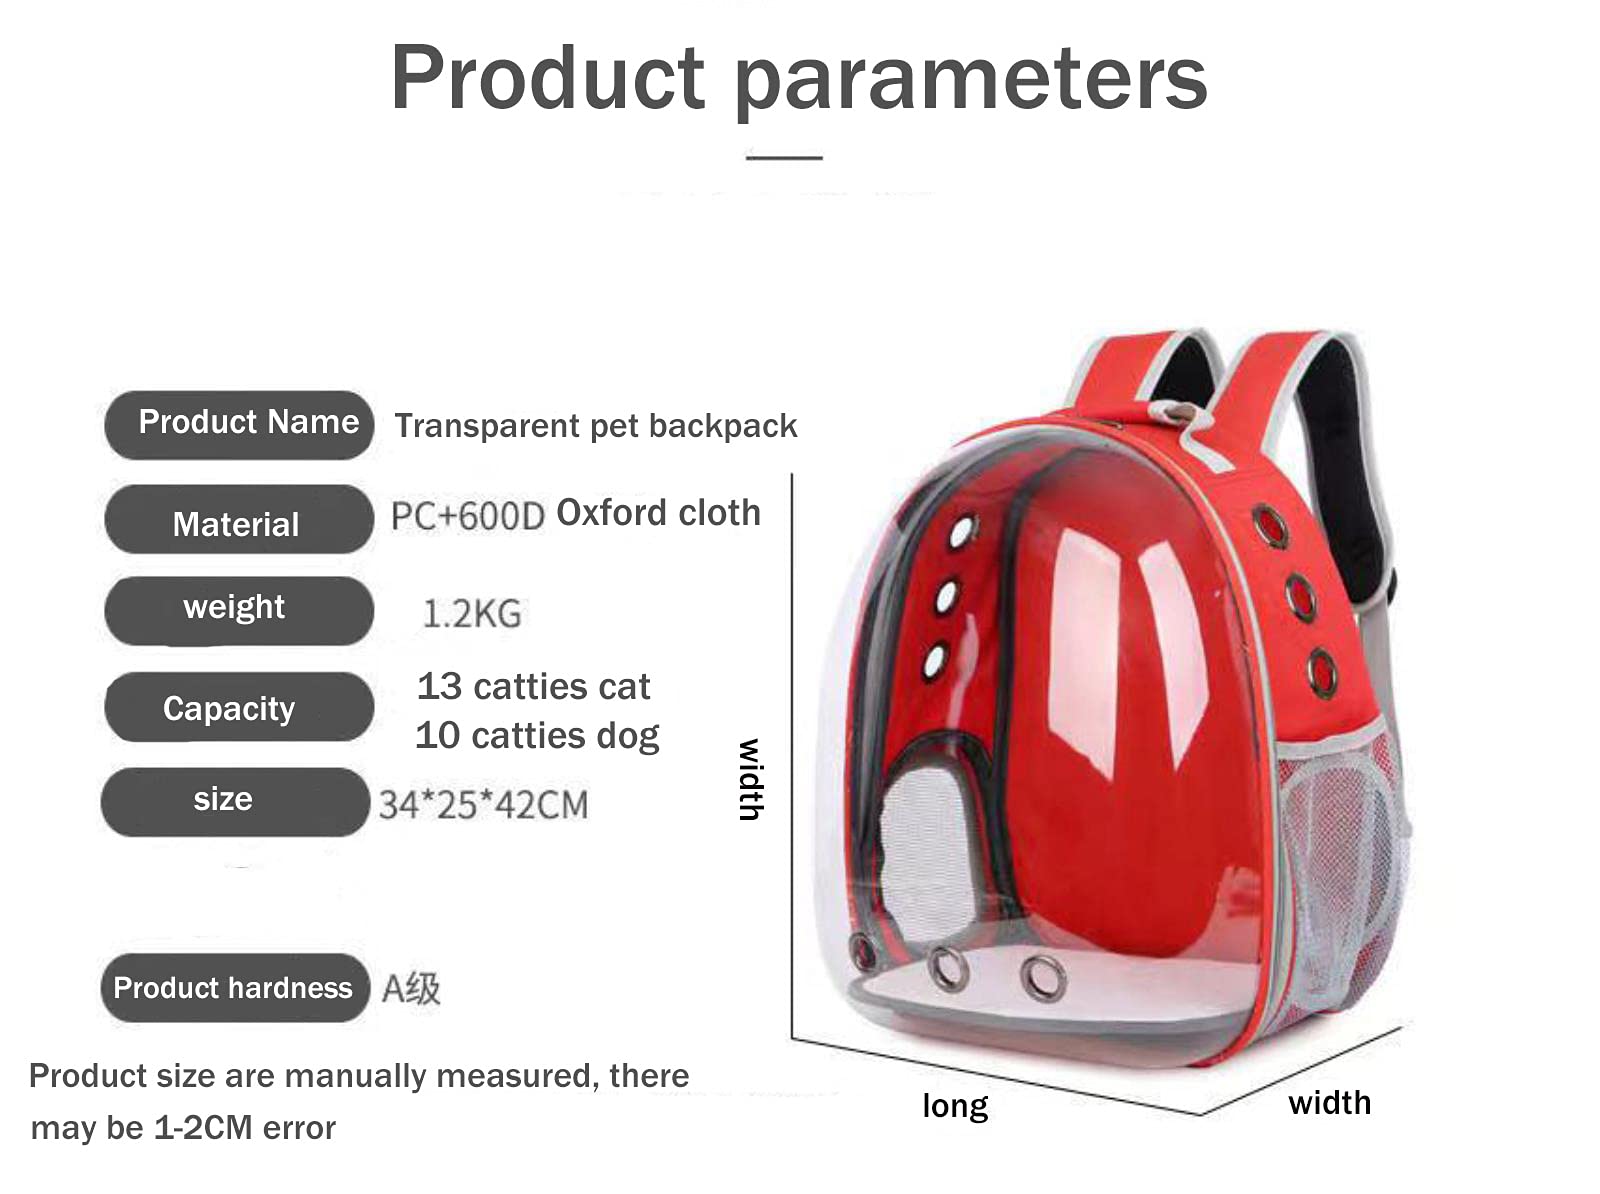 Product parameters
Product Name Transparent pet backpack
Material PC+600D Oxford cloth
weight 1.2KG
Capacity 13 catties cat
10 catties dog
size 34*25*42CM
Product hardness A级
Product size are manually measured, there
may be 1-2CM error
width
long
width